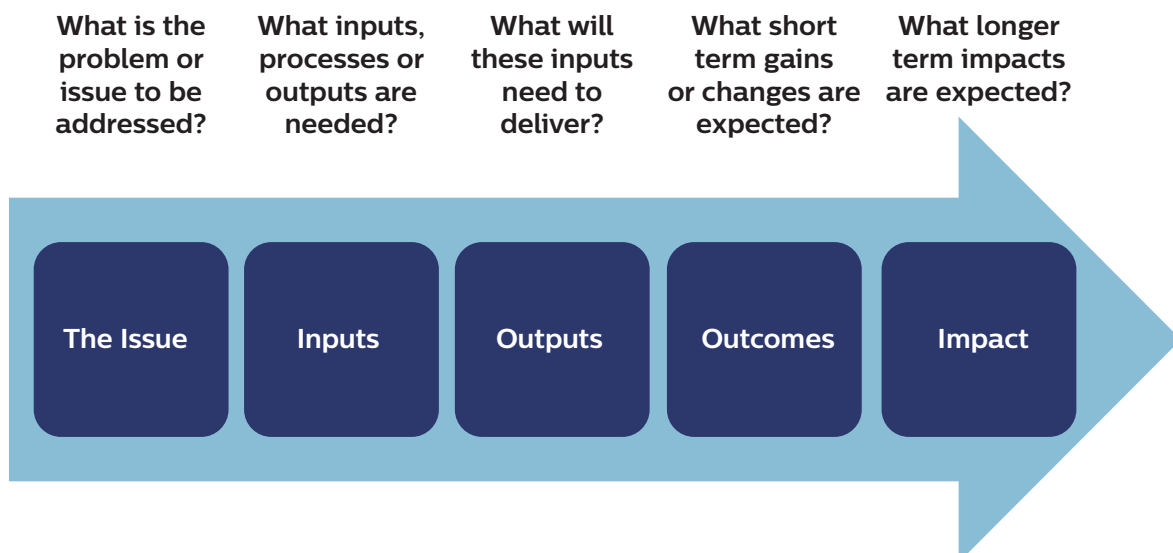 What is the
problem or
issue to be
addressed?
What inputs,
processes or
outputs are
needed?
What will
these inputs
need to
deliver?
What short
term gains
or changes are
expected?
What longer
term impacts
are expected?
The Issue
Inputs
Outputs
Outcomes
Impact